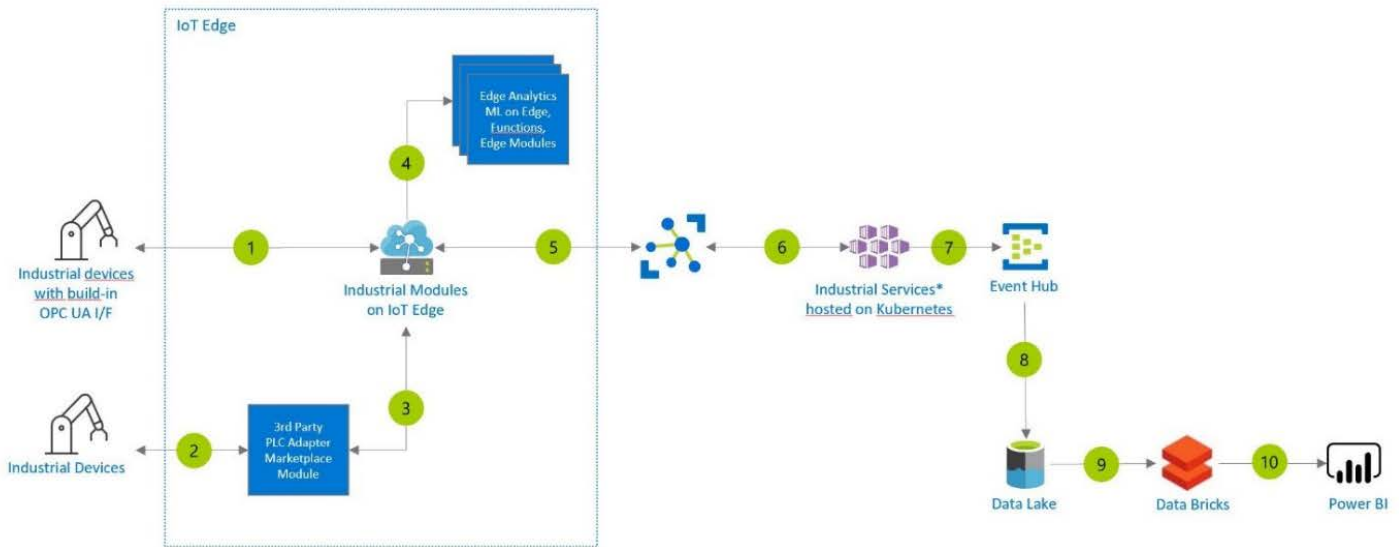 IoT Edge
Edge Analytics
ML on Edge,
Functions,
Edge Modules
4
1
5
6
7
Industrial devices
with build-in
OPC UA I/F
Industrial Modules
on IoT Edge
Industrial Services*
hosted on Kubernetes
Event Hub
8
3
2
3rd Party
PLC Adapter
Marketplace
Module
Industrial Devices
9
10
Data Lake
Data Bricks
Power BI